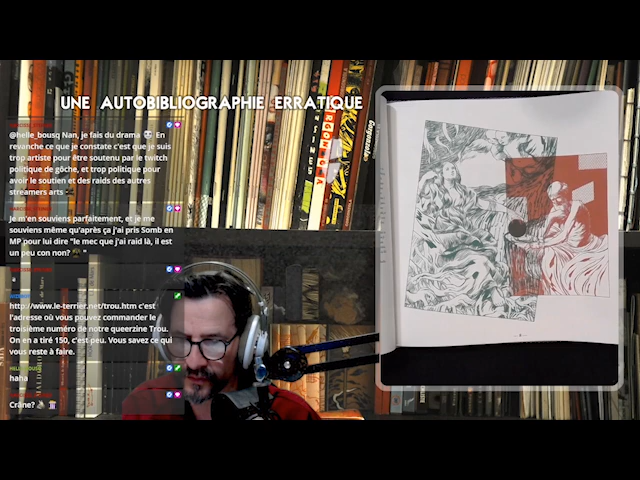 UNE AUTOBIBLIOGRAPHIE ERRATIQUE
@helle_bousq Nan, je fais du drama En
revanche ce que je constate c'est que je suis
trop artiste pour être soutenu par le twitch
politique de gôche, et trop politique pour
avoir le soutien et des raids des autres
streamers arts
Je m'en souviens parfaitement, et je me
souviens même qu'après ça j'ai pris Somb en
MP pour lui dire "le mec que j'ai raid là, il est
un peu con non? "
http://www.le-terrier.net/trou.htm c'est
l'adresse où vous pouvez commander le
troisième numéro de notre queerzine Trou.
On en a tiré 150, c'est peu. Vous savez ce qui
vous reste à faire.
haha
Crâne?